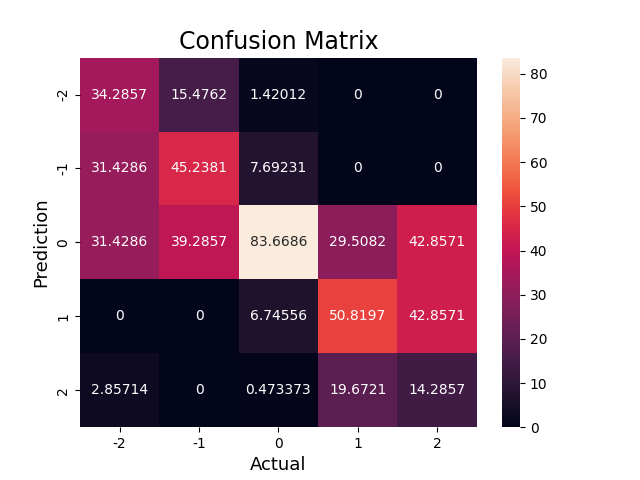 Confusion Matrix
Prediction
-2 34.2857 15.4762 1.42012 0 0
-1 31.4286 45.2381 7.69231 0 0
0 31.4286 39.2857 83.6686 29.5082 42.8571
1 0 0 6.74556 50.8197 42.8571
2 2.85714 0 0.473373 19.6721 14.2857
-2 -1 0 1 2
Actual
80
70
60
50
40
30
20
10
0